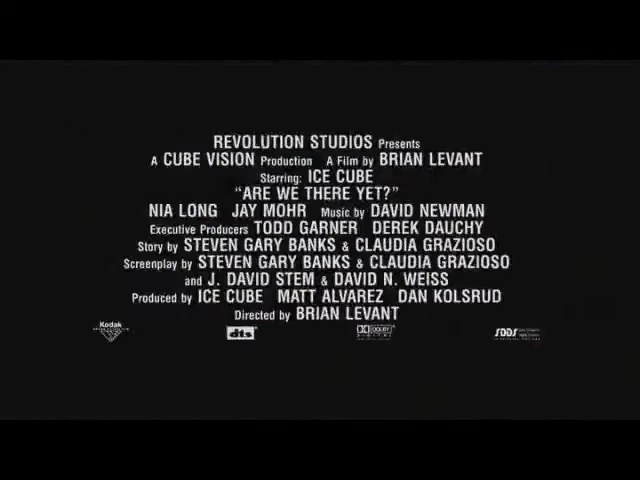 REVOLUTION STUDIOS Presents
A CUBE VISION Production A Film by BRIAN LEVANT
Starring: ICE CUBE
"ARE WE THERE YET?"
NIA LONG JAY MOHR Music by DAVID NEWMAN
Executive Producers TODD GARNER DEREK DAUCHY
Story by STEVEN GARY BANKS & CLAUDIA GRAZIOSO
Screenplay by STEVEN GARY BANKS & CLAUDIA GRAZIOSO
and J. DAVID STEM & DAVID N. WEISS
Produced by ICE CUBE MATT ALVAREZ DAN KOLSRUD
Directed by BRIAN LEVANT
Kodak dts DOLBY DIGITAL SDDS